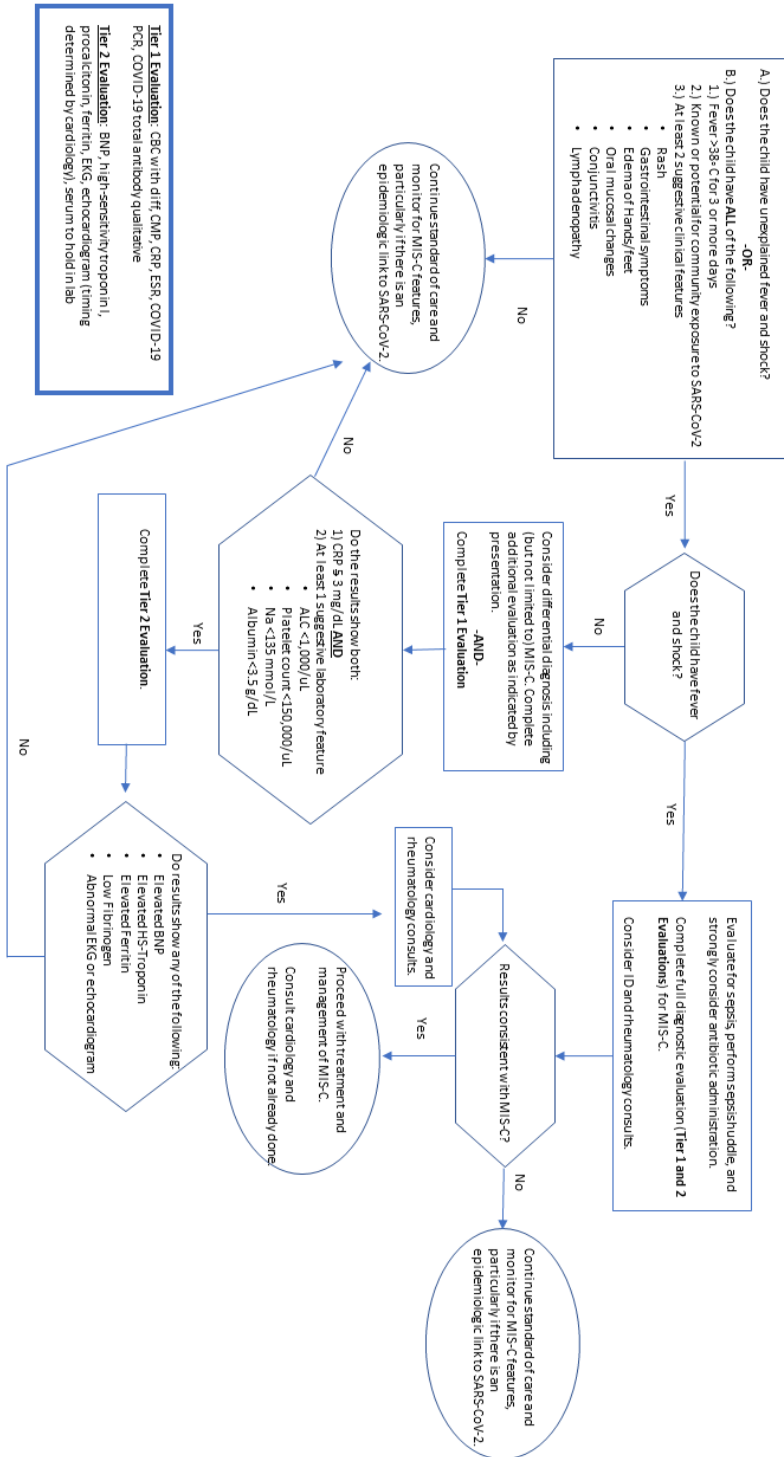 A.) Does the child have unexplained fever and shock?
-OR-
B.) Does the child have ALL of the following?
1.) Fever >38◦ C for 3 or more days
2.) Known or potential for community exposure to SARS-CoV-2
3.) At least 2 suggestive clinical features
• Rash
• Gastrointestinal symptoms
• Edema of Hands/feet
• Oral mucosal changes
• Conjunctivitis
• Lymphadenopathy
Yes
Does the child have fever
and shock?
Yes
Evaluate for sepsis, perform sepsis huddle, and
strongly consider antibiotic administration.
Complete full diagnostic evaluation (Tier 1 and 2
Evaluations) for MIS-C.
Consider ID and rheumatology consults.
No
No
Consider differential diagnosis including
(but not limited to) MIS-C. Complete
additional evaluation as indicated by
presentation.
-AND-
Complete Tier 1 Evaluation
Continue standard of care and
monitor for MIS-C features,
particularly if there is an
epidemiologic link to SARS-CoV-2.
No
Do the results show both:
1) CRP ≥ 3 mg/dL AND
2) At least 1 suggestive laboratory feature
• ALC <1,000/uL
• Platelet count <150,000/uL
• Na <135 mmol/L
• Albumin <3.5 g/dL
Consider cardiology and
rheumatology consults.
Results consistent with MIS-C?
No
Continue standard of care and
monitor for MIS-C features,
particularly if there is an
epidemiologic link to SARS-CoV-2.
Yes
Proceed with treatment and
management of MIS-C.
Consult cardiology and
rheumatology if not already done.
Yes
Yes
Complete Tier 2 Evaluation.
Do results show any of the following:
• Elevated BNP
• Elevated HS-Troponin
• Elevated Ferritin
• Low Fibrinogen
• Abnormal EKG or echocardiogram
No
Tier 1 Evaluation: CBC with diff, CMP, CRP, ESR, COVID-19
PCR, COVID-19 total antibody qualitative
Tier 2 Evaluation: BNP, high-sensitivity troponin I,
procalcitonin, ferritin, EKG, echocardiogram (timing
determined by cardiology), serum to hold in lab